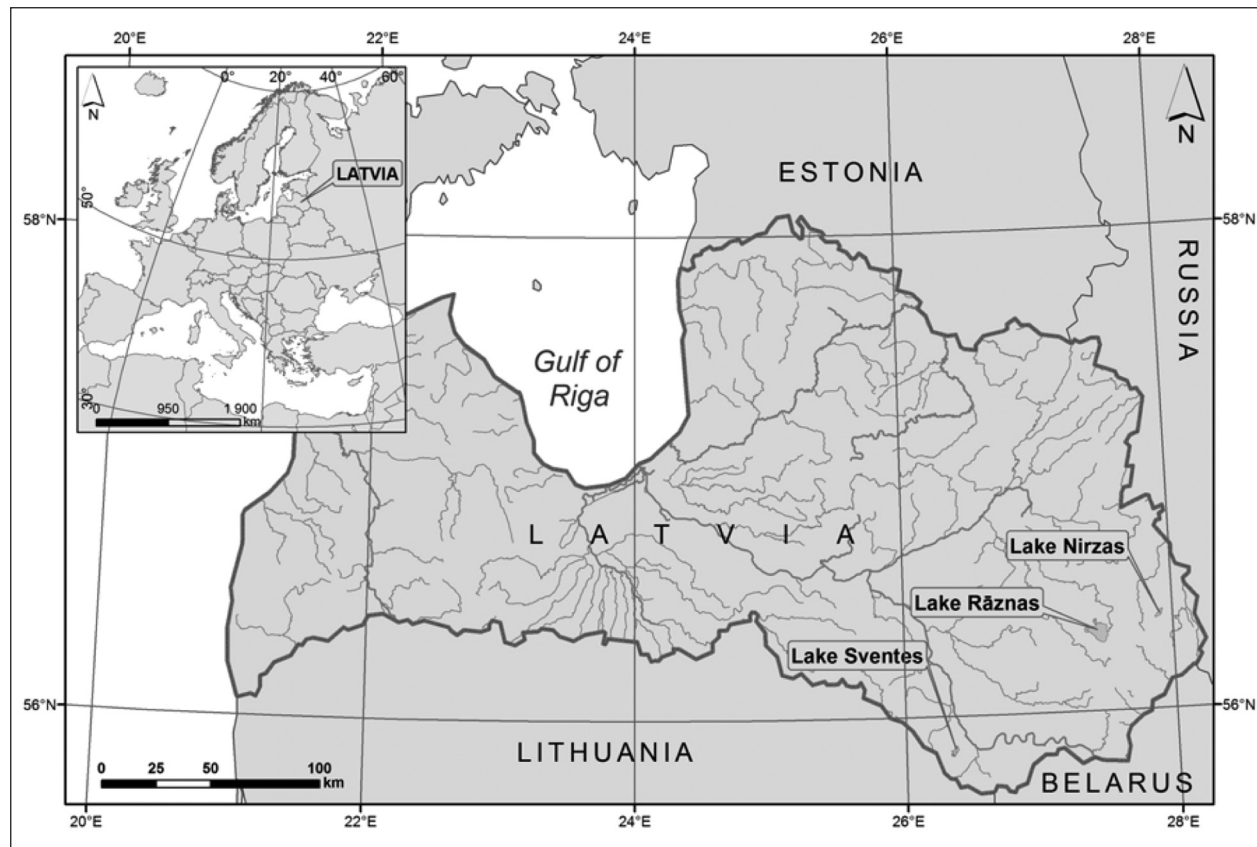 20°E 22°E 24°E 26°E 28°E
0° 20° 40° 60°
N
N
LATVIA
50°
30°
0 950 1.900
km
58°N
58°N
ESTONIA
RUSSIA
Gulf of
Riga
LATVIA
Lake Nirzas
Lake Rāznas
Lake Sventes
56°N
56°N
LITHUANIA
BELARUS
0 25 50 100
km
20°E 22°E 24°E 26°E 28°E